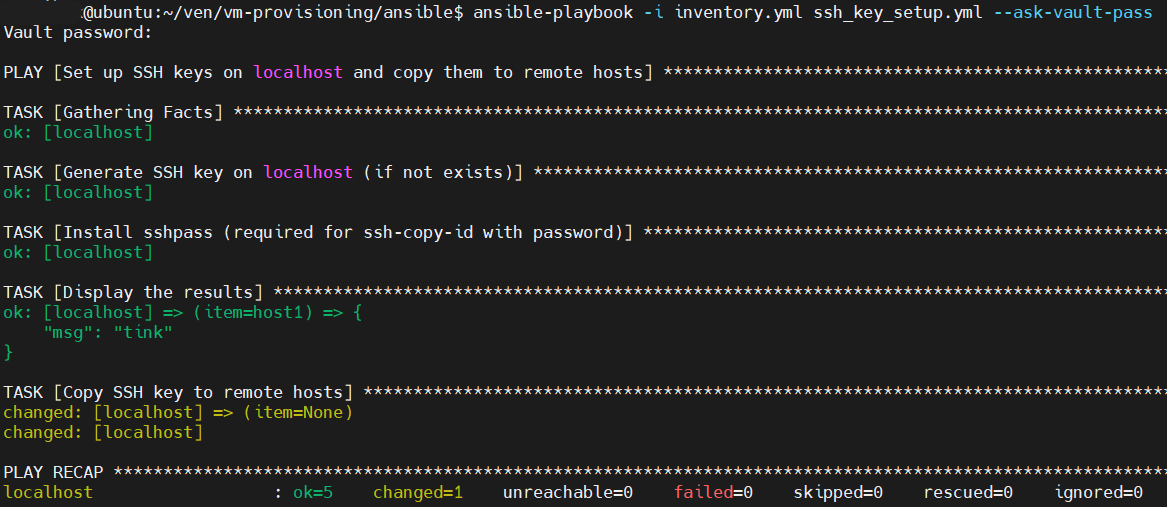 @ubuntu:~/ven/vm-provisioning/ansible$ ansible-playbook -i inventory.yml ssh_key_setup.yml --ask-vault-pass
Vault password:
PLAY [Set up SSH keys on localhost and copy them to remote hosts] **************************************************
TASK [Gathering Facts] *********************************************************************************************
ok: [localhost]
TASK [Generate SSH key on localhost (if not exists)] ***************************************************************
ok: [localhost]
TASK [Install sshpass (required for ssh-copy-id with password)] ****************************************************
ok: [localhost]
TASK [Display the results] *****************************************************************************************
ok: [localhost] => (item=host1) => {
    "msg": "tink"
}
TASK [Copy SSH key to remote hosts] ********************************************************************************
changed: [localhost] => (item=None)
changed: [localhost]
PLAY RECAP *********************************************************************************************************
localhost                  : ok=5    changed=1    unreachable=0    failed=0    skipped=0    rescued=0    ignored=0